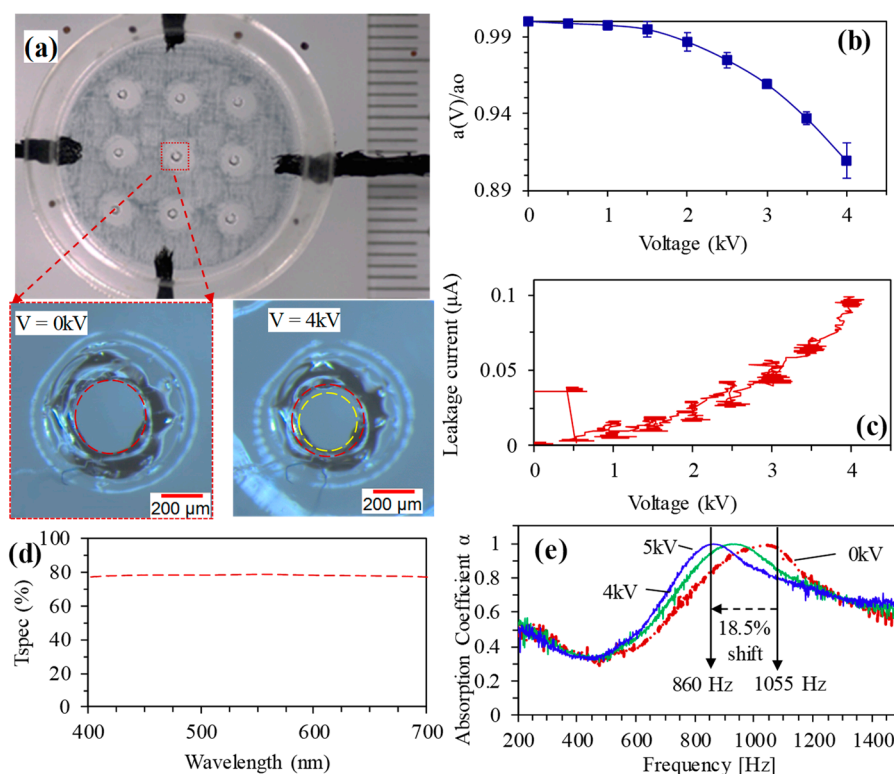 (a)
V = 0kV
200 µm
V = 4kV
200 µm
(b)
a(V)/ao
0.99
0.94
0.89
0
1
2
3
4
Voltage (kV)
(c)
Leakage current (µA)
0.1
0.05
0
0
1
2
3
4
Voltage (kV)
(d)
Tspec (%)
100
80
60
40
20
0
400
500
600
700
Wavelength (nm)
(e)
Absorption Coefficient α
1
0.8
0.6
0.4
0.2
0
5kV
0kV
4kV
18.5%
shift
860 Hz
1055 Hz
200
400
600
800
1000
1200
1400
Frequency [Hz]